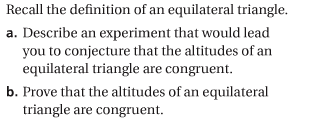 Recall the definition of an equilateral triangle.
a. Describe an experiment that would lead
you to conjecture that the altitudes of an
equilateral triangle are congruent.
b. Prove that the altitudes of an equilateral
triangle are congruent.